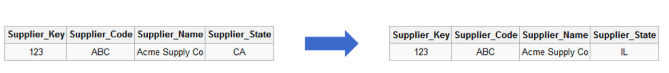 Supplier_Key Supplier_Code Supplier_Name Supplier_State
123 ABC Acme Supply Co CA
Supplier_Key Supplier_Code Supplier_Name Supplier_State
123 ABC Acme Supply Co IL